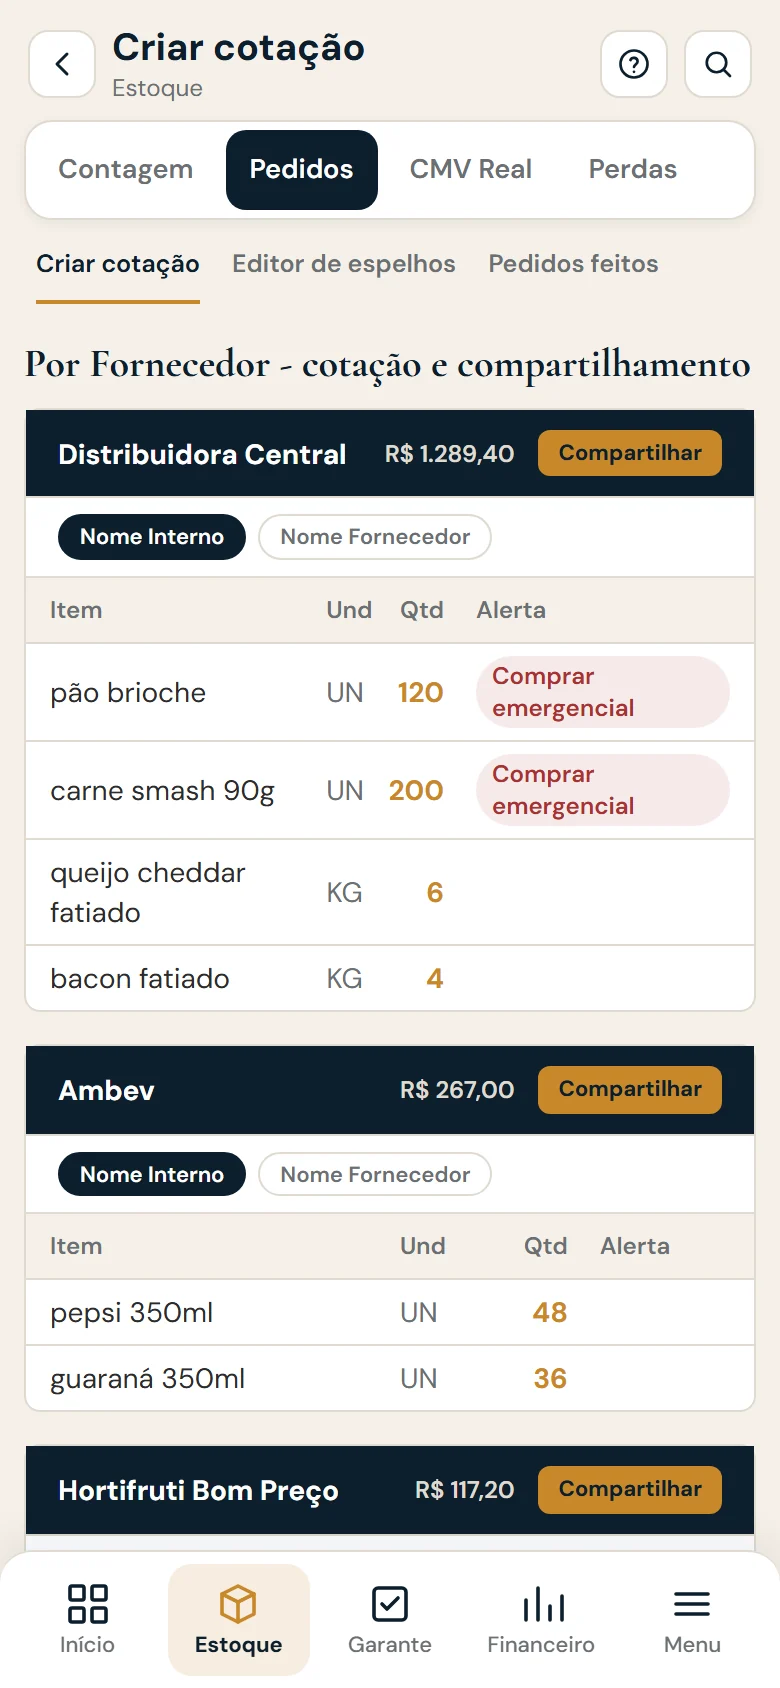 Criar cotação
Estoque
Contagem Pedidos CMV Real Perdas
Criar cotação Editor de espelhos Pedidos feitos
Por Fornecedor - cotação e compartilhamento
Distribuidora Central R$ 1.289,40 Compartilhar
Nome Interno Nome Fornecedor
Item Und Qtd Alerta
pão brioche UN 120 Comprar
emergencial
carne smash 90g UN 200 Comprar
emergencial
queijo cheddar
fatiado KG 6
bacon fatiado KG 4
Ambev R$ 267,00 Compartilhar
Nome Interno Nome Fornecedor
Item Und Qtd Alerta
pepsi 350ml UN 48
guaraná 350ml UN 36
Hortifruti Bom Preço R$ 117,20 Compartilhar
Início Estoque Garante Financeiro Menu